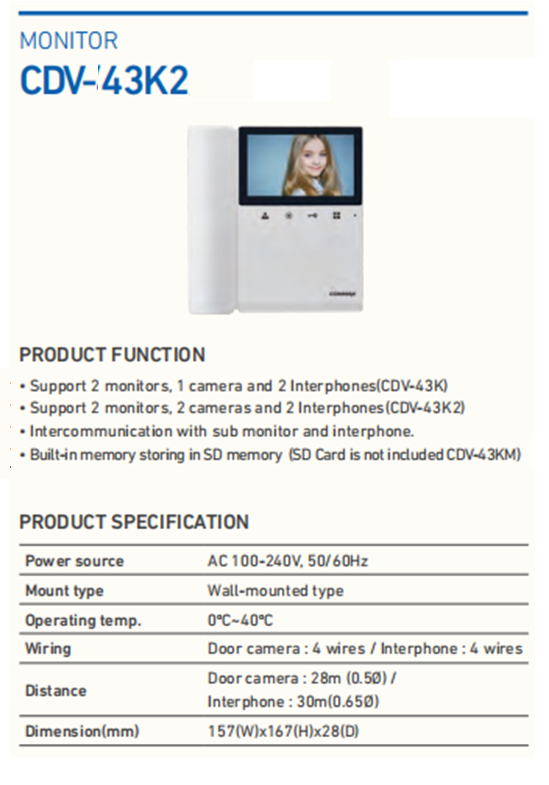 MONITOR
CDV-43K2
COMMAX
PRODUCT FUNCTION
• Support 2 monitors, 1 camera and 2 Interphones(CDV-43K)
• Support 2 monitors, 2 cameras and 2 Interphones(CDV-43K2)
• Intercommunication with sub monitor and interphone.
• Built-in memory storing in SD memory (SD Card is not included CDV-43KM)
PRODUCT SPECIFICATION
Power source AC 100-240V, 50/60Hz
Mount type Wall-mounted type
Operating temp. 0°C~40°C
Wiring Door camera : 4 wires / Interphone : 4 wires
Distance Door camera : 28m (0.5Ø) /
Interphone : 30m(0.65Ø)
Dimension(mm) 157(W)x167(H)x28(D)